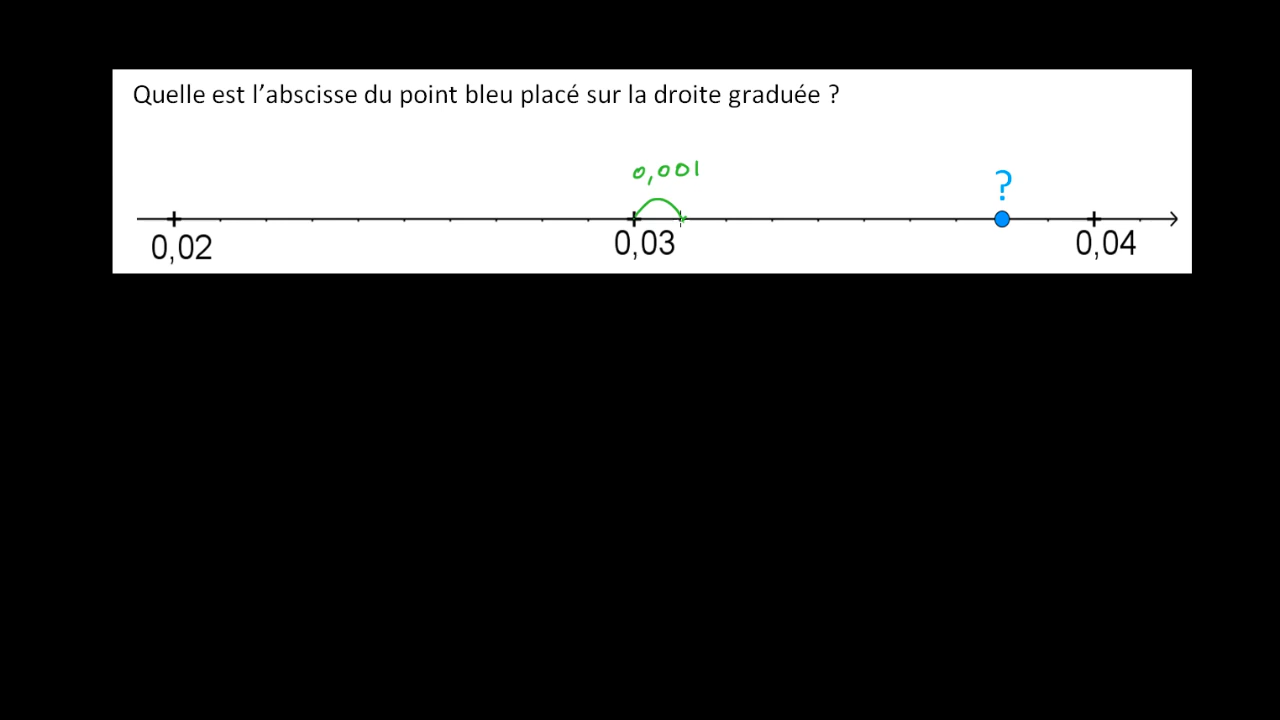 Quelle est l’abscisse du point bleu placé sur la droite graduée ?
0,001
?
0,02 0,03 0,04